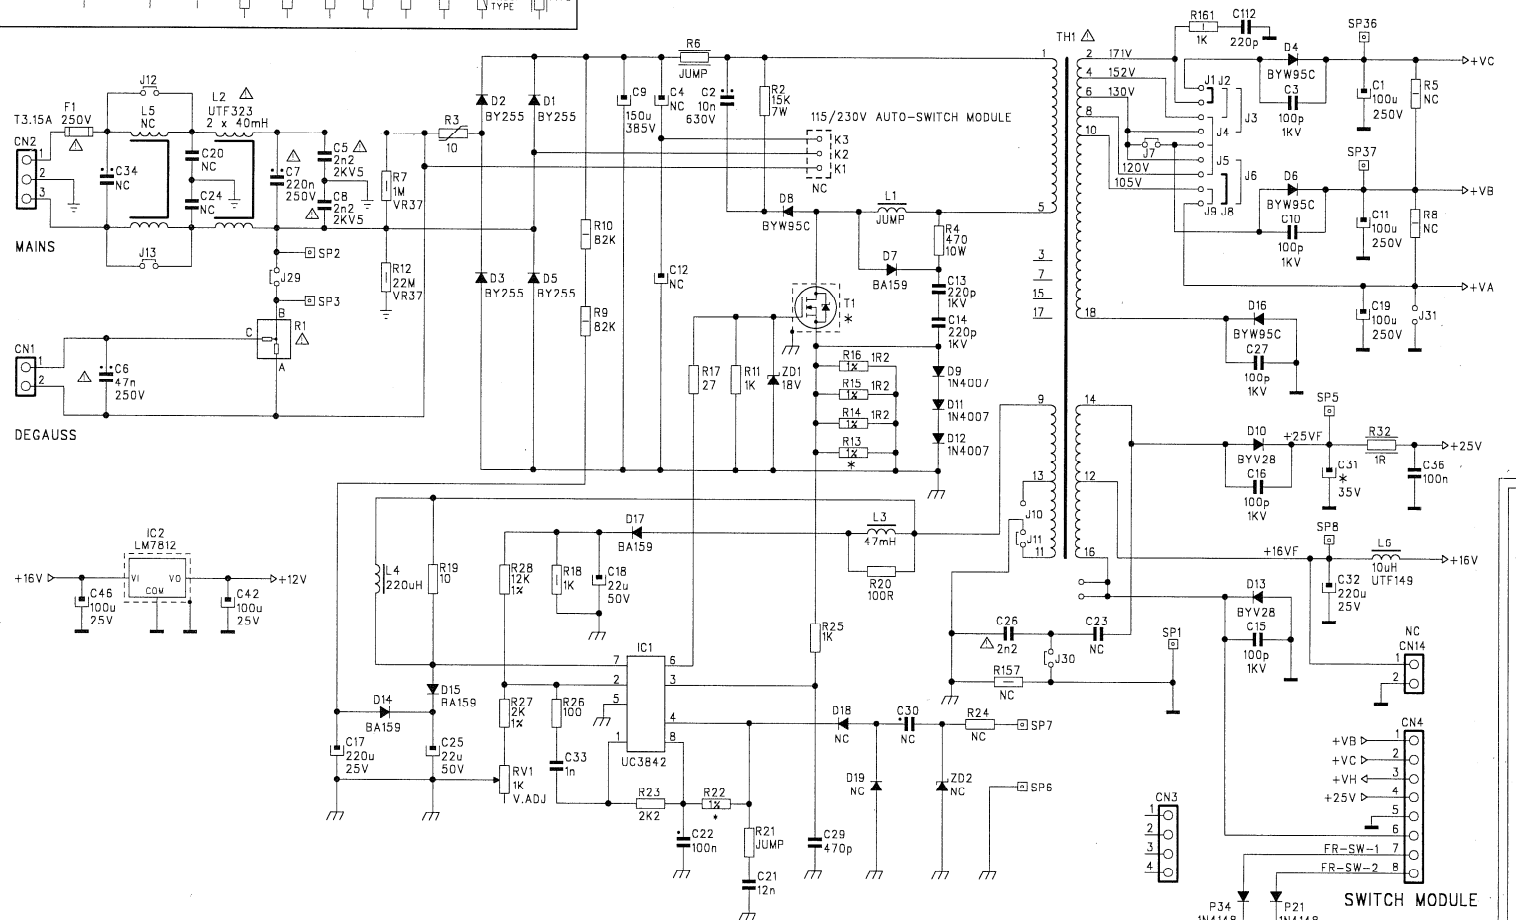 TYPE
TH1
R161
1K
C112
220p
SP36
D4
BYW95C
+VC
C3
100p
1KV
C1
100u
250V
R5
NC
1
2
171V
4
152V
6
130V
8
10
120V
105V
J1
J2
J3
J4
J7
J5
J6
J9
J8
SP37
D6
BYW95C
+VB
C10
100p
1KV
C11
100u
250V
R8
NC
+VA
D16
BYW95C
C27
100p
1KV
C19
100u
250V
J31
18
5
3
7
15
17
J12
F1
T3.15A
250V
CN2
1
2
3
MAINS
L5
NC
L2
UTF323
2 x 40mH
C34
NC
C20
NC
C24
NC
J13
C7
220n
250V
C5
2n2
2KV5
C8
2n2
2KV5
R7
1M
VR37
R12
22M
VR37
R3
10
D2
BY255
D1
BY255
D3
BY255
D5
BY255
SP2
J29
SP3
B
C
A
R1
CN1
1
2
DEGAUSS
C6
47n
250V
R6
JUMP
C9
150u
385V
C4
NC
C2
10n
630V
R2
15K
7W
115/230V AUTO-SWITCH MODULE
K3
K2
K1
NC
R10
82K
R9
82K
C12
NC
D8
BYW95C
L1
JUMP
R4
470
10W
D7
BA159
C13
220p
1KV
C14
220p
1KV
T1
*
R17
27
R11
1K
ZD1
18V
R16
1R2
1%
R15
1R2
1%
R14
1R2
1%
R13
1%
*
D9
1N4007
D11
1N4007
D12
1N4007
9
13
J10
J11
11
14
12
16
D10
BYV28
+25VF
SP5
R32
1R
+25V
C16
100p
1KV
C31
*
35V
C36
100n
+16VF
SP8
L6
10uH
UTF149
+16V
C32
220u
25V
D13
BYV28
C15
100p
1KV
IC2
LM7812
+16V
VI
VO
COM
+12V
C46
100u
25V
C42
100u
25V
L4
220uH
R19
10
D17
BA159
L3
47mH
R20
100R
R28
12K
1%
R18
1K
C18
22u
50V
R25
1K
C26
2n2
C23
NC
J30
R157
NC
SP1
NC
CN14
1
2
IC1
7
2
5
1
6
3
4
8
UC3842
D15
BA159
D14
BA159
C17
220u
25V
C25
22u
50V
R27
2K
1%
R26
100
C33
1n
RV1
1K
V.ADJ
R23
2K2
R22
1%
*
C22
100n
R21
JUMP
C21
12n
C29
470p
D18
NC
C30
NC
R24
NC
SP7
D19
NC
ZD2
NC
SP6
CN3
1
2
3
4
CN4
+VB
1
+VC
2
+VH
3
+25V
4
5
6
FR-SW-1
7
FR-SW-2
8
SWITCH MODULE
P34
1N4148
P21
1N4148